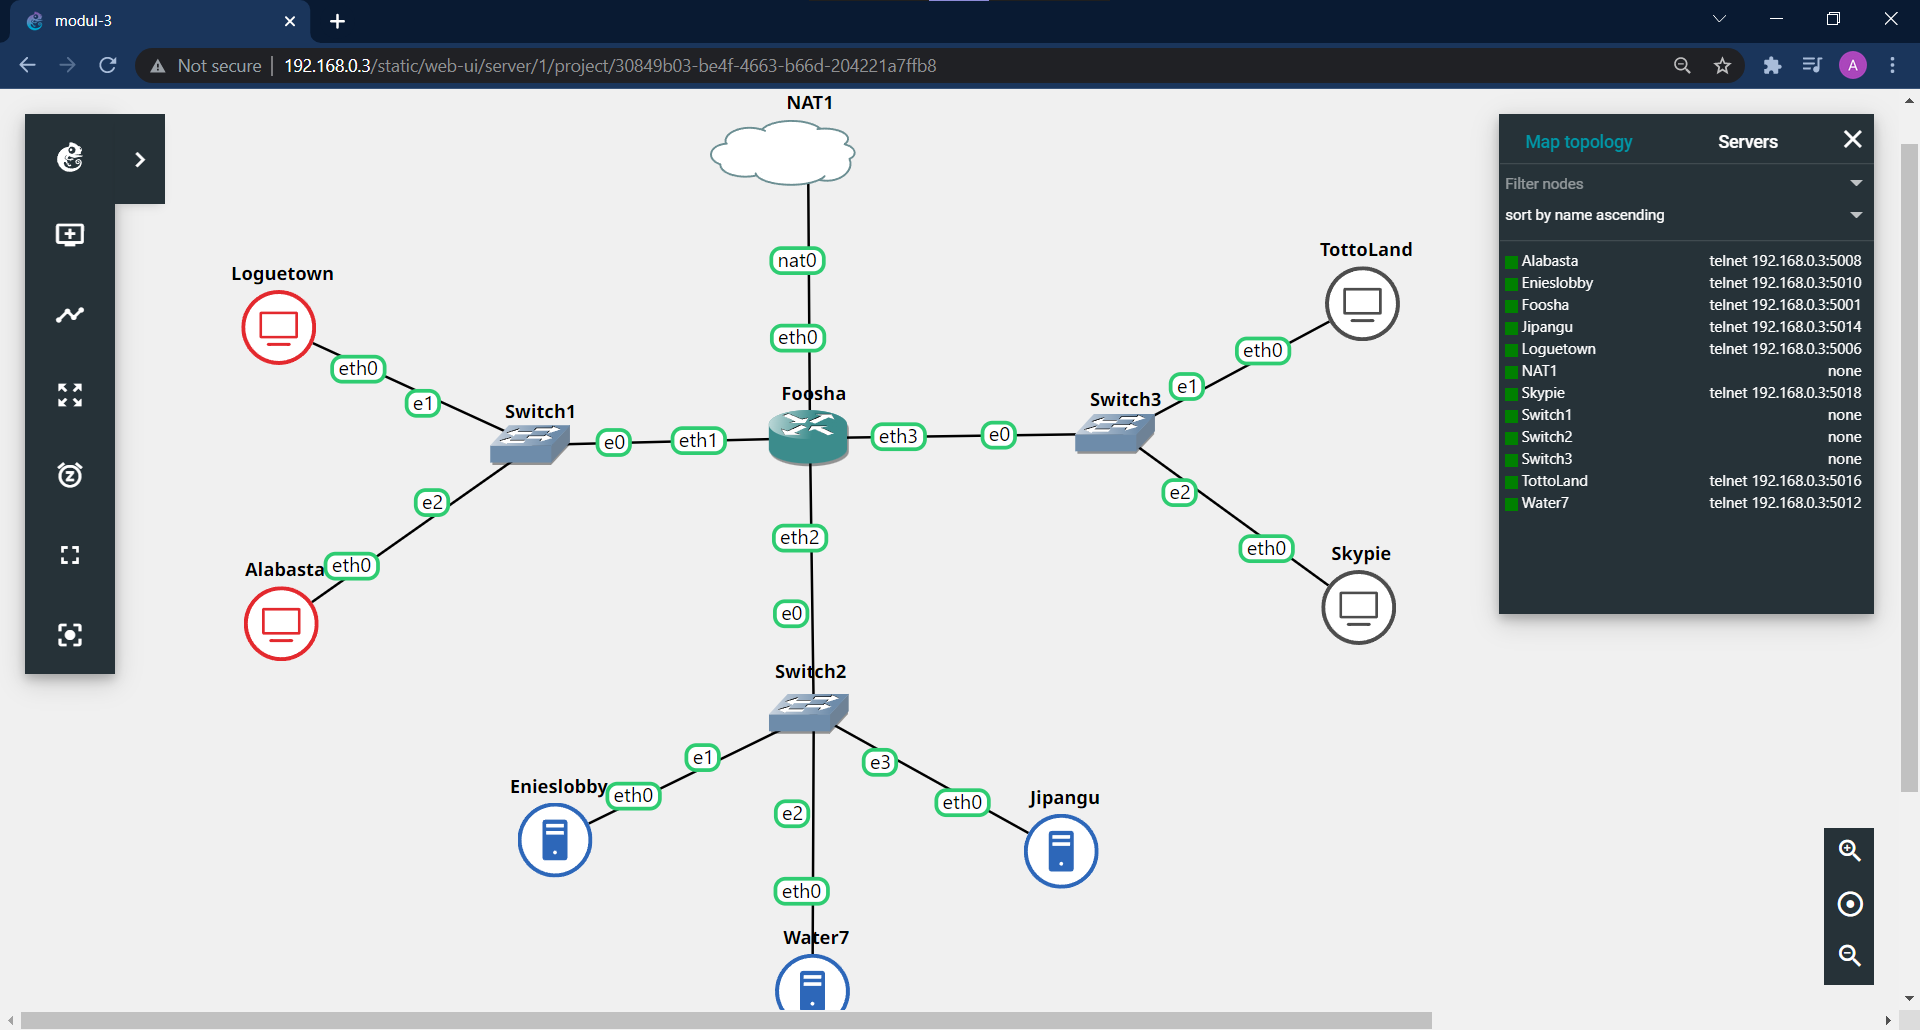 modul-3
Not secure
192.168.0.3/static/web-ui/server/1/project/30849b03-be4f-4663-b66d-204221a7ffb8
A
NAT1
nat0
eth0
Foosha
Loguetown
eth0
e1
Switch1
e0
eth1
e2
Alabasta
eth0
eth3
e0
Switch3
e1
eth0
TottoLand
e2
eth0
Skypie
eth2
e0
Switch2
e1
Enieslobby
eth0
e3
eth0
Jipangu
e2
eth0
Water7
Map topology
Servers
Filter nodes
sort by name ascending
Alabasta telnet 192.168.0.3:5008
Enieslobby telnet 192.168.0.3:5010
Foosha telnet 192.168.0.3:5001
Jipangu telnet 192.168.0.3:5014
Loguetown telnet 192.168.0.3:5006
NAT1 none
Skypie telnet 192.168.0.3:5018
Switch1 none
Switch2 none
Switch3 none
TottoLand telnet 192.168.0.3:5016
Water7 telnet 192.168.0.3:5012